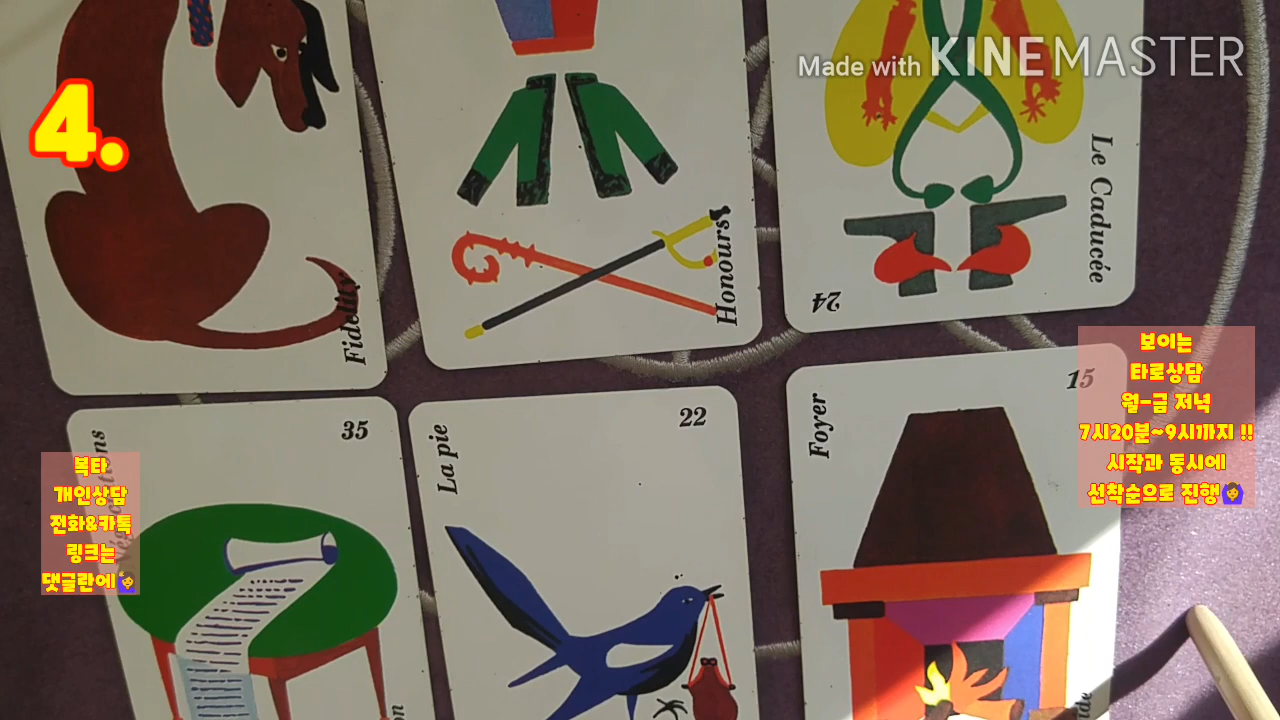 Made with KINEMASTER
4.
Fidelity
Honours
Le Caducée
24
보이는
타로상담
월-금 저녁
7시20분~9시까지 !!
시작과 동시에
선착순으로 진행🙆‍♀️
35
La pie
22
Foyer
15
복타
개인상담
전화&카톡
링크는
댓글란에🙋‍♀️